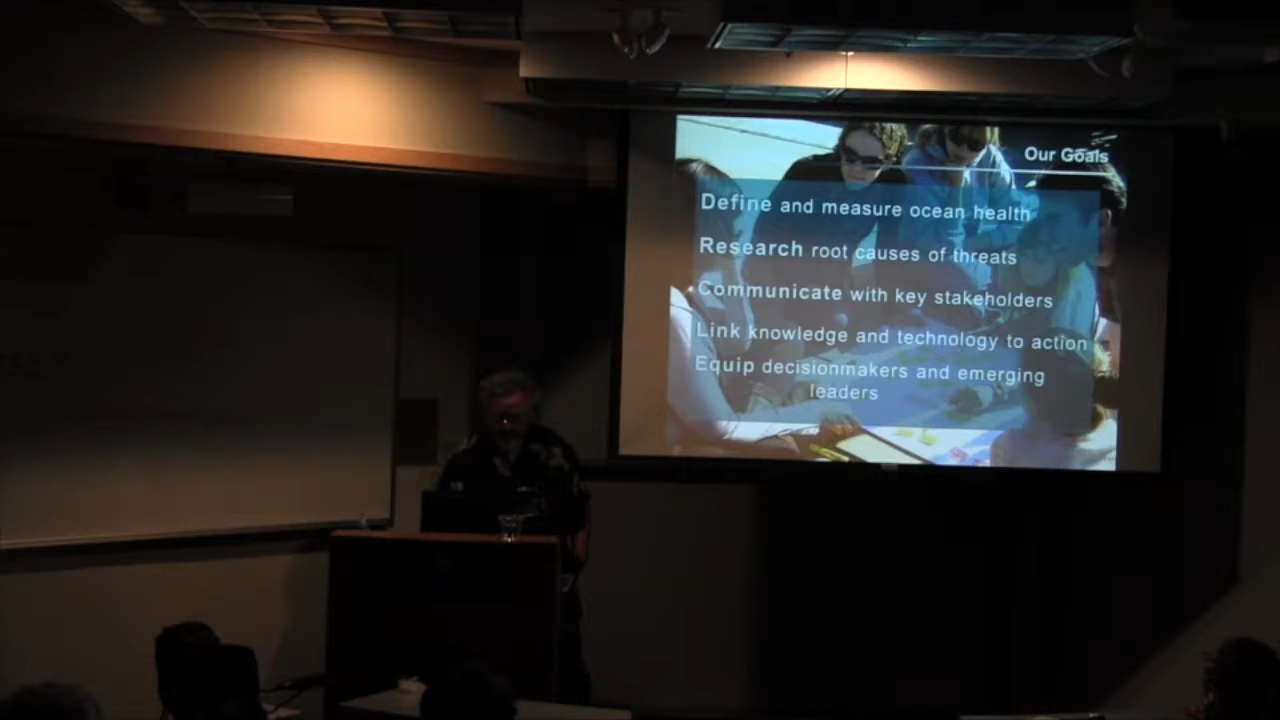 Our Goals
Define and measure ocean health
Research root causes of threats
Communicate with key stakeholders
Link knowledge and technology to action
Equip decisionmakers and emerging
leaders